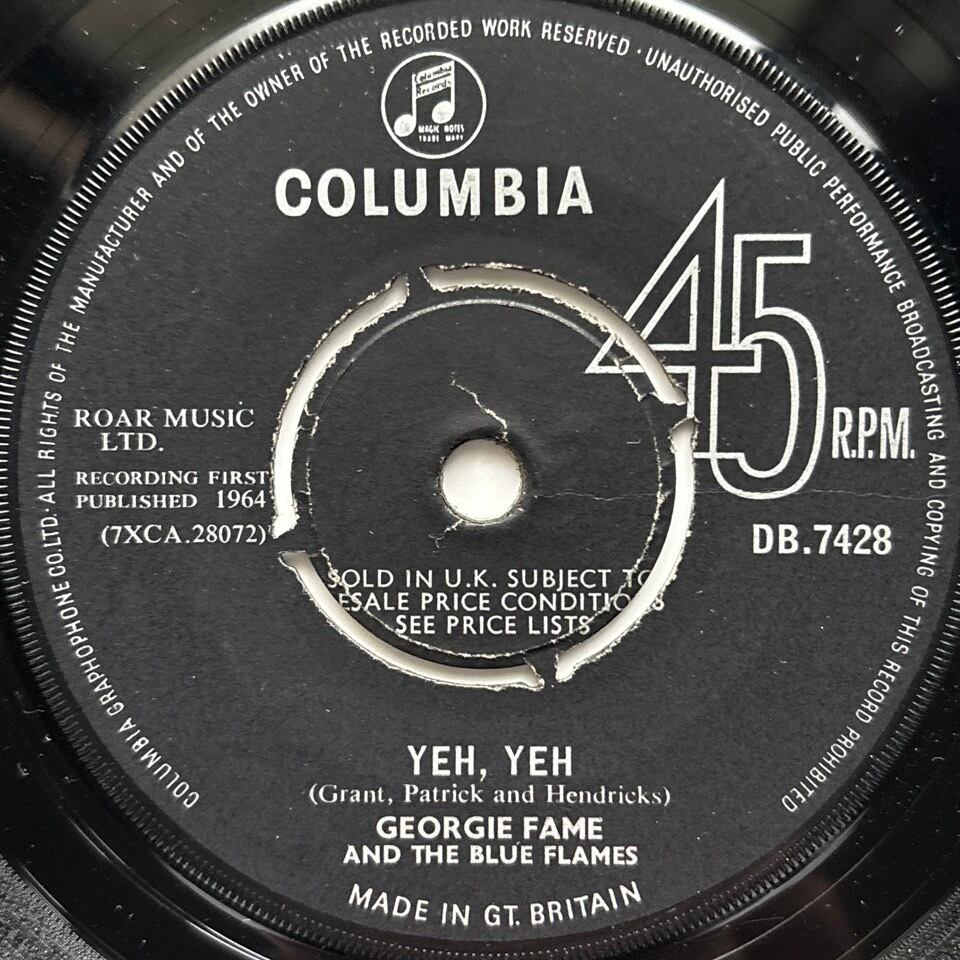 COLUMBIA GRAPHOPHONE CO.LTD. ALL RIGHTS OF THE MANUFACTURER AND OF THE OWNER OF THE RECORDED WORK RESERVED · UNAUTHORISED PUBLIC PERFORMANCE BROADCASTING AND COPYING OF THIS RECORD PROHIBITED
Columbia
Records
MAGIC NOTES
TRADE MARK
COLUMBIA
45
R.P.M.
ROAR MUSIC
LTD.
RECORDING FIRST
PUBLISHED 1964
(7XCA.28072)
DB.7428
SOLD IN U.K. SUBJECT TO
ESALE PRICE CONDITIONS
SEE PRICE LISTS
YEH, YEH
(Grant, Patrick and Hendricks)
GEORGIE FAME
AND THE BLUE FLAMES
MADE IN GT. BRITAIN